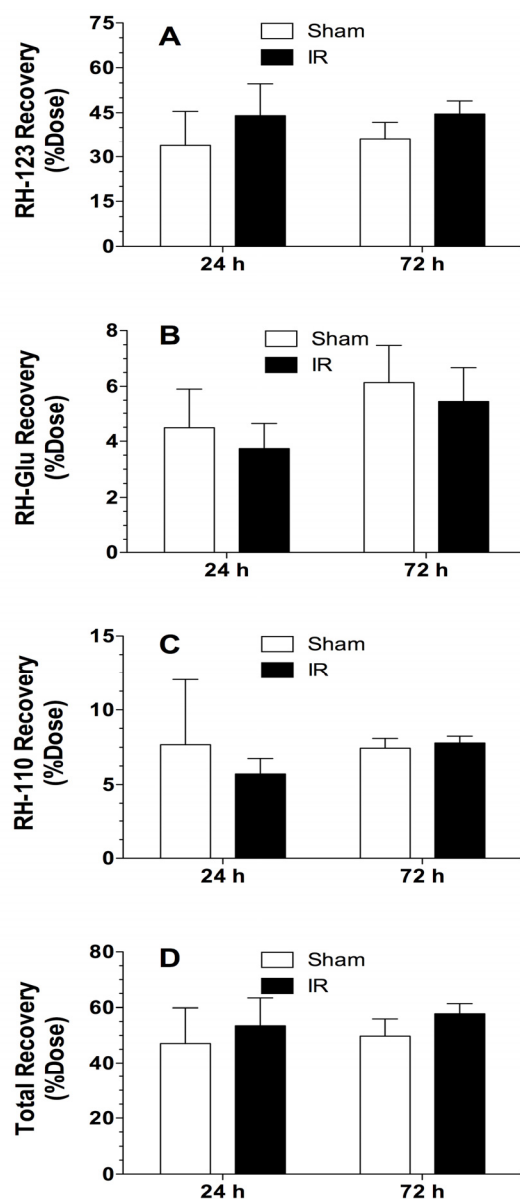 A
Sham
IR
RH-123 Recovery
(%Dose)
75
60
45
30
15
0
24 h
72 h
B
Sham
IR
RH-Glu Recovery
(%Dose)
8
6
4
2
0
24 h
72 h
C
Sham
IR
RH-110 Recovery
(%Dose)
15
10
5
0
24 h
72 h
D
Sham
IR
Total Recovery
(%Dose)
80
60
40
20
0
24 h
72 h